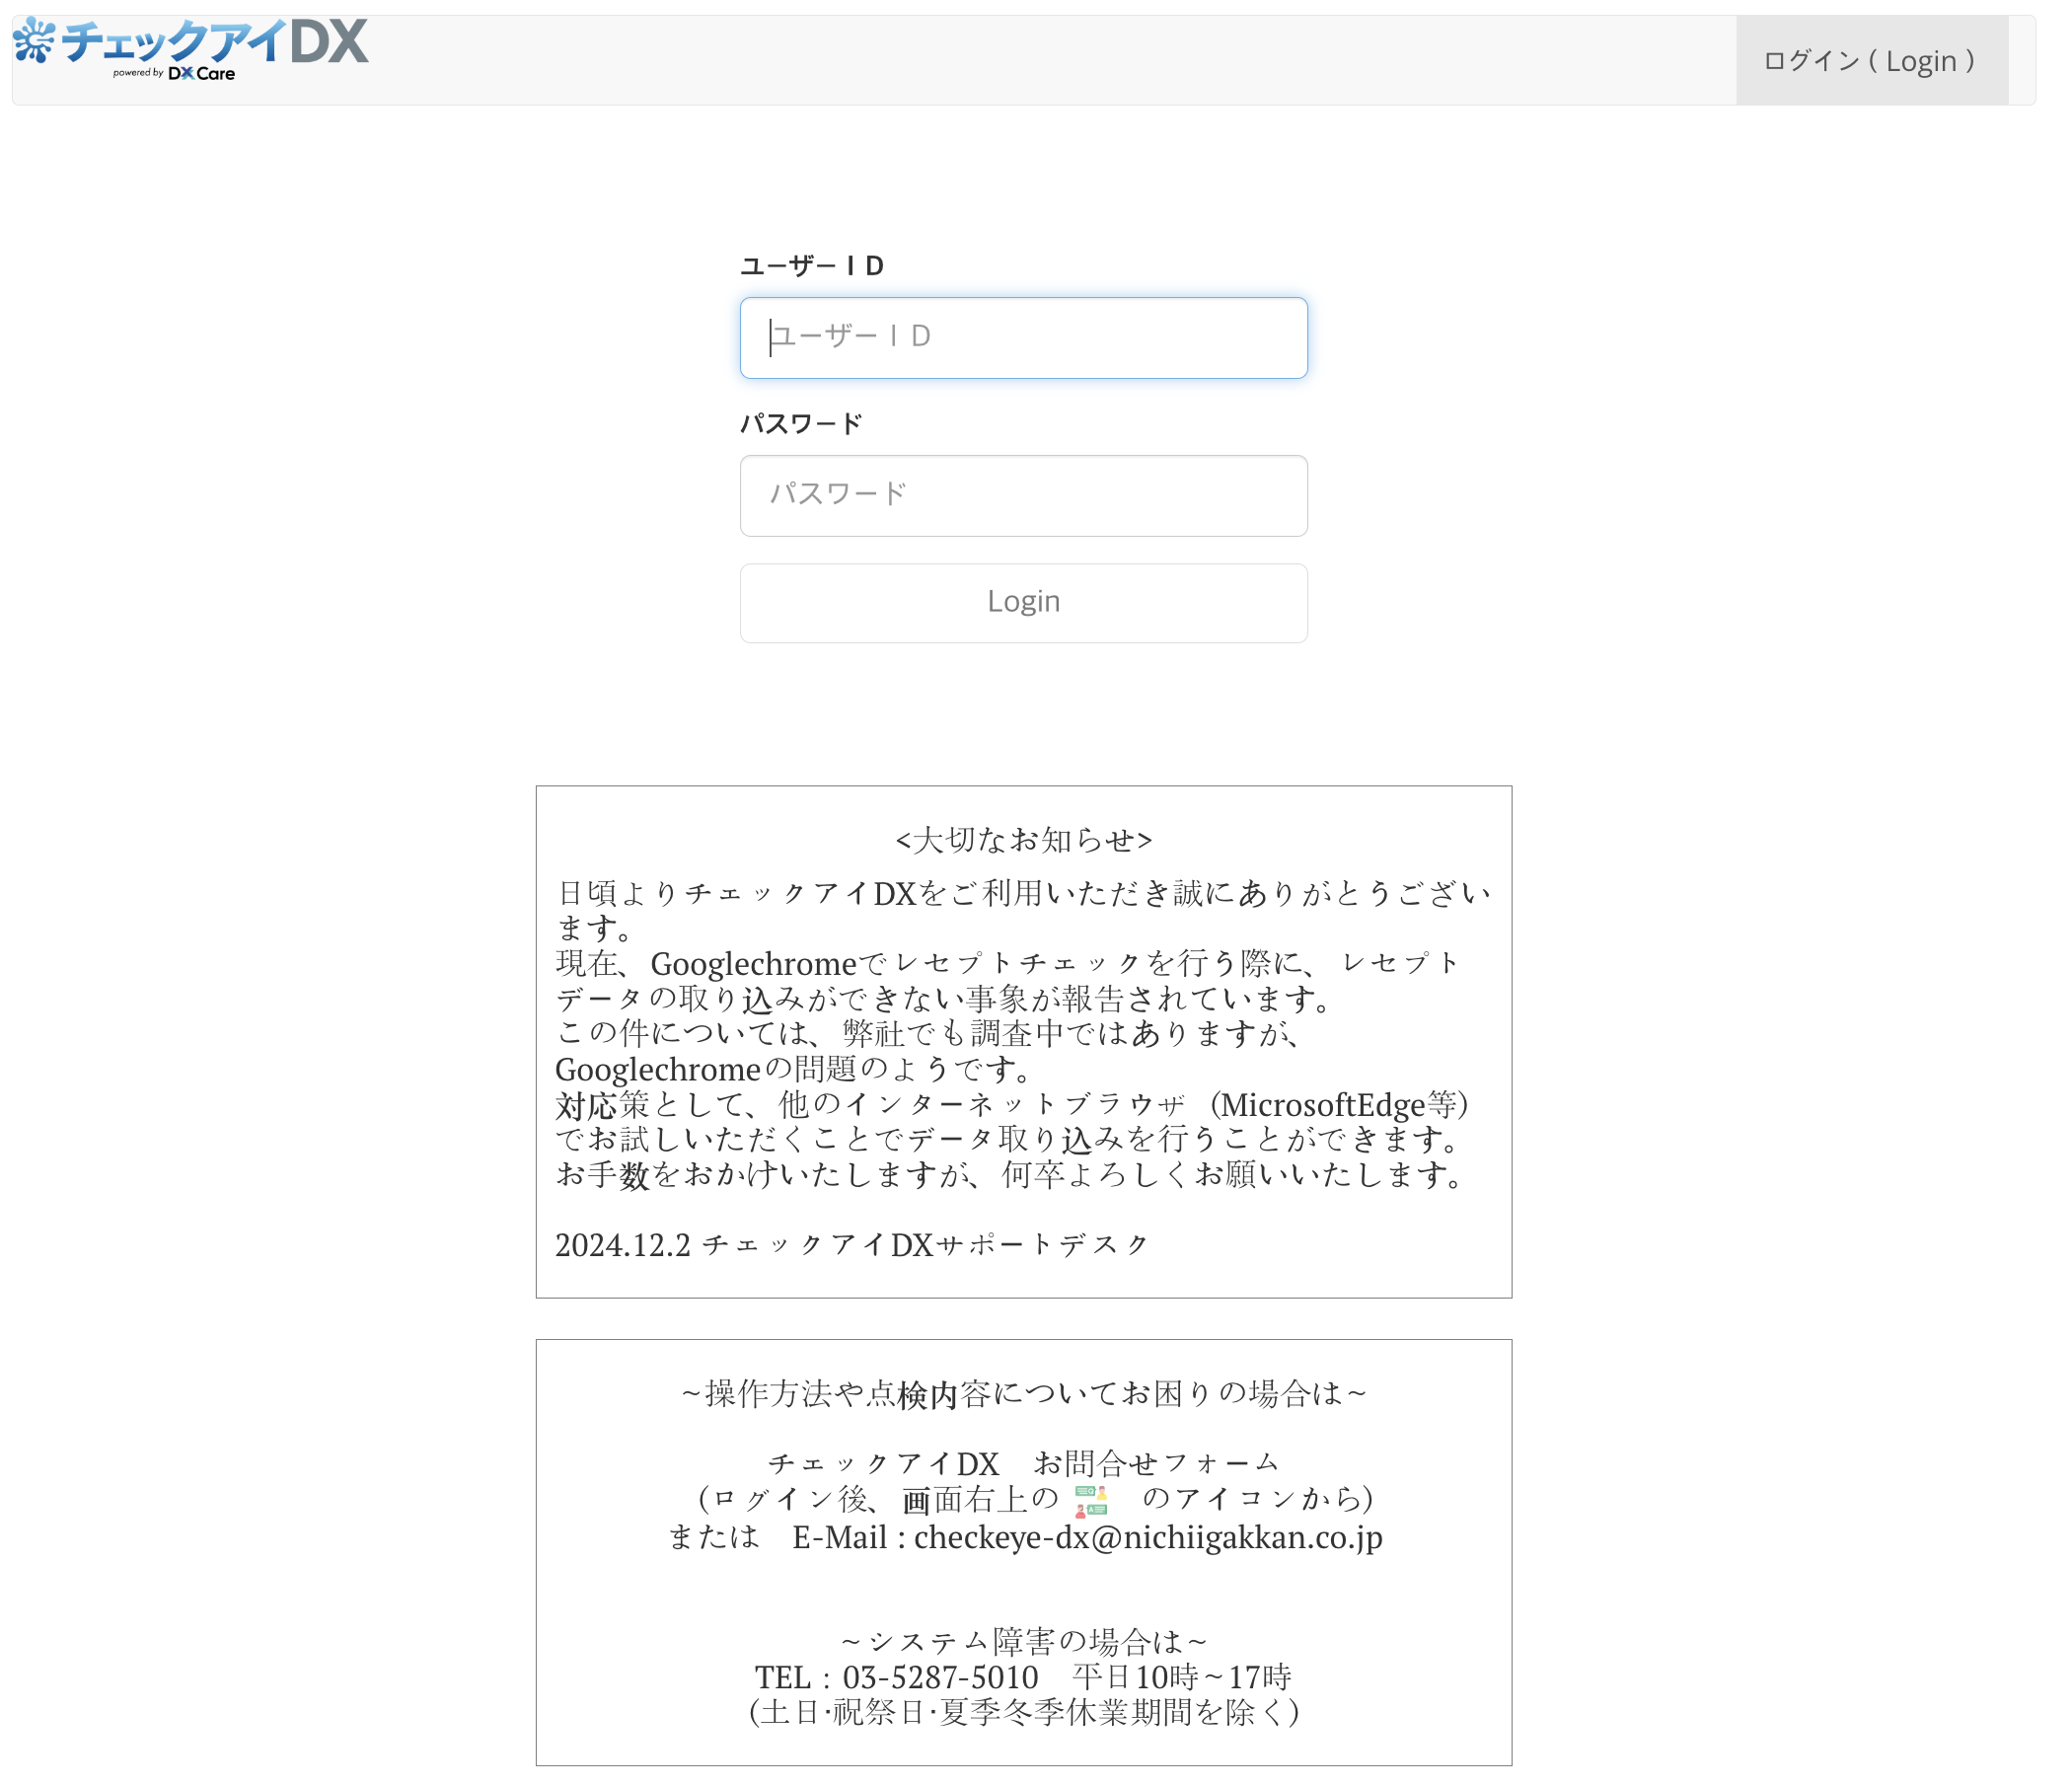 チェックアイDX
powered by DX Care
ログイン ( Login )
ユーザーＩＤ
ユーザーＩＤ
パスワード
パスワード
Login
<大切なお知らせ>
日頃よりチェックアイDXをご利用いただき誠にありがとうござい
ます。
現在、Googlechromeでレセプトチェックを行う際に、レセプト
データの取り込みができない事象が報告されています。
この件については、弊社でも調査中ではありますが、
Googlechromeの問題のようです。
対応策として、他のインターネットブラウザ（MicrosoftEdge等）
でお試しいただくことでデータ取り込みを行うことができます。
お手数をおかけいたしますが、何卒よろしくお願いいたします。
2024.12.2 チェックアイDXサポートデスク
～操作方法や点検内容についてお困りの場合は～
チェックアイDX　お問合せフォーム
（ログイン後、画面右上の　のアイコンから）
または　E-Mail : checkeye-dx@nichiigakkan.co.jp
～システム障害の場合は～
TEL：03-5287-5010　平日10時～17時
（土日・祝祭日・夏季冬季休業期間を除く）